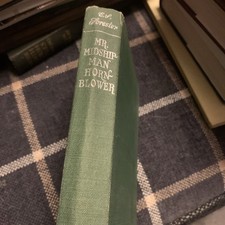 C.S.
Forester
MR.
MIDSHIP-
MAN
HORN-
BLOWER